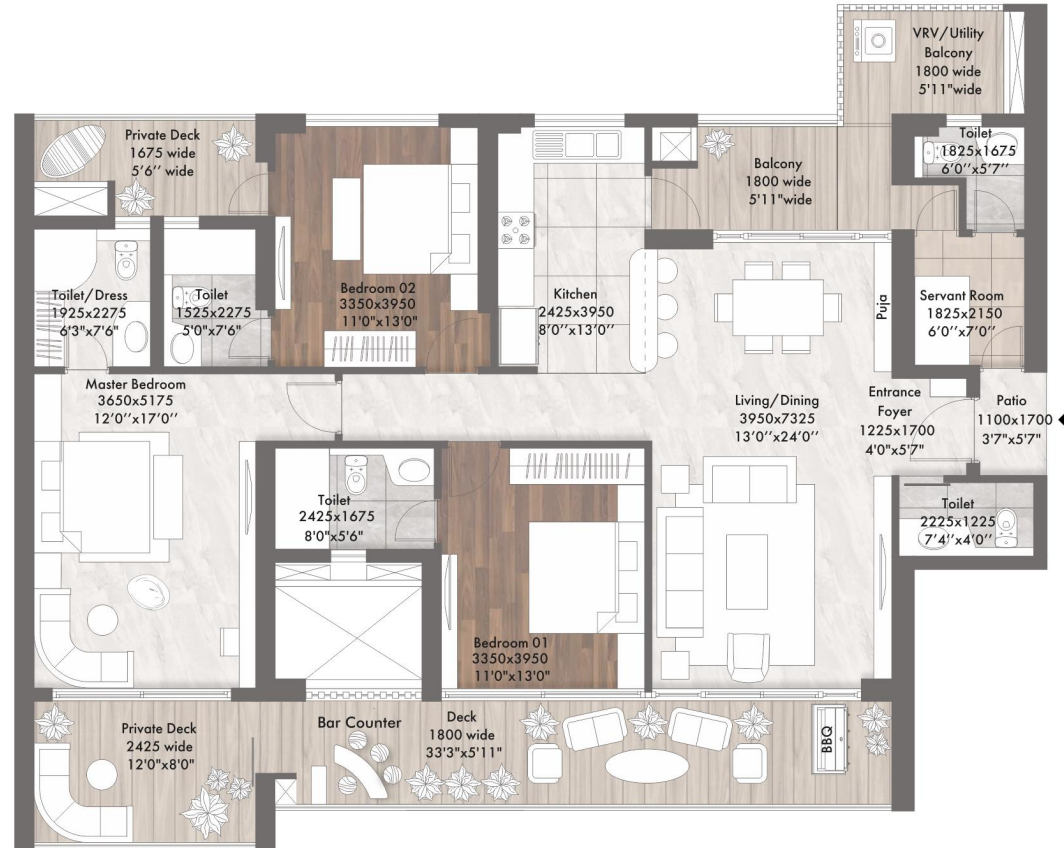 VRV/Utility
Balcony
1800 wide
5'11"wide
Private Deck
1675 wide
5'6'' wide
Balcony
1800 wide
5'11"wide
Toilet
1825x1675
6'0''x5'7''
Toilet/Dress
1925x2275
6'3"x7'6"
Toilet
1525x2275
5'0"x7'6"
Bedroom 02
3350x3950
11'0"x13'0"
Kitchen
2425x3950
8'0''x13'0''
Puja
Servant Room
1825x2150
6'0''x7'0''
Master Bedroom
3650x5175
12'0''x17'0''
Living/Dining
3950x7325
13'0''x24'0''
Entrance
Foyer
1225x1700
4'0"x5'7"
Patio
1100x1700
3'7"x5'7"
Toilet
2425x1675
8'0"x5'6"
Toilet
2225x1225
7'4''x4'0''
Bedroom 01
3350x3950
11'0"x13'0"
Private Deck
2425 wide
12'0"x8'0"
Bar Counter
Deck
1800 wide
33'3"x5'11"
BBQ